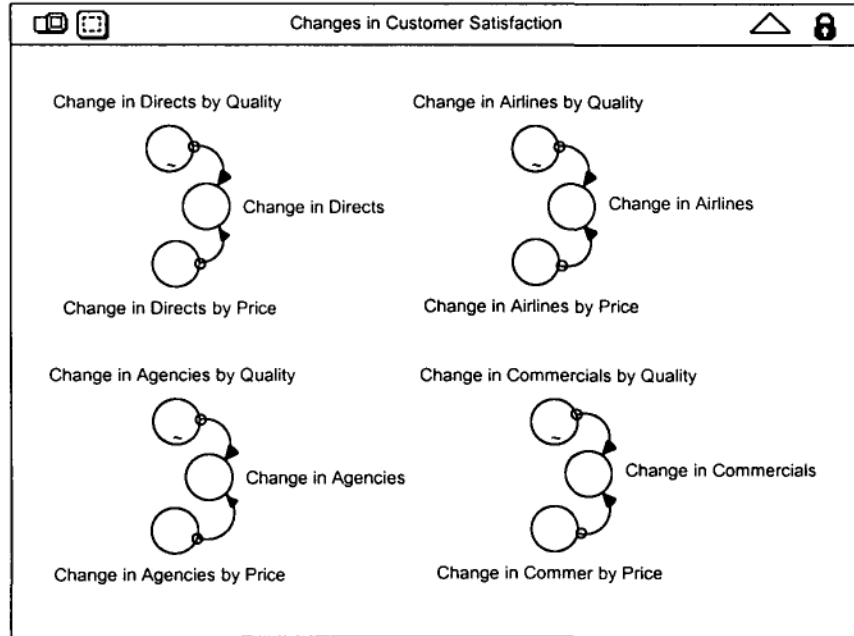 Changes in Customer Satisfaction
Change in Directs by Quality
Change in Airlines by Quality
~
~
Change in Directs
Change in Airlines
Change in Directs by Price
Change in Airlines by Price
Change in Agencies by Quality
Change in Commercials by Quality
~
~
Change in Agencies
Change in Commercials
Change in Agencies by Price
Change in Commer by Price